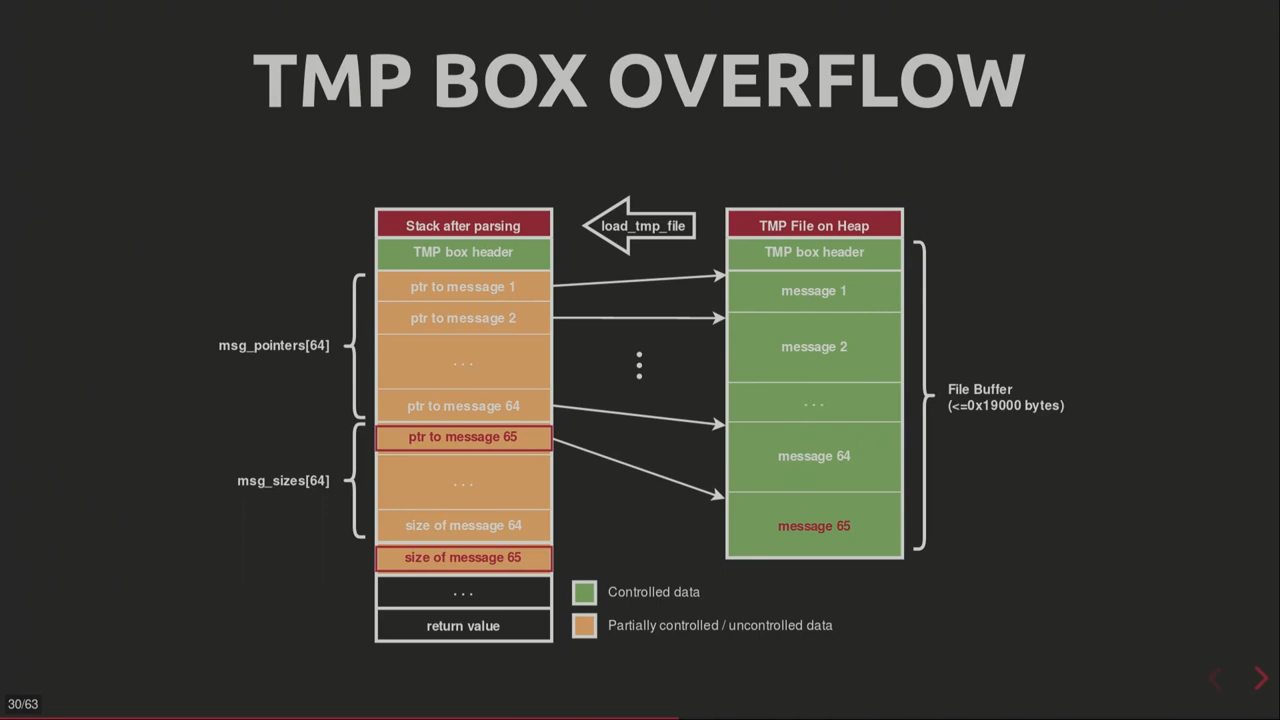 TMP BOX OVERFLOW
Stack after parsing
load_tmp_file
TMP File on Heap
TMP box header
TMP box header
ptr to message 1
message 1
ptr to message 2
message 2
msg_pointers[64]
. . .
. . .
ptr to message 64
File Buffer
(<=0x19000 bytes)
ptr to message 65
message 64
msg_sizes[64]
. . .
size of message 64
message 65
size of message 65
. . .
Controlled data
return value
Partially controlled / uncontrolled data
30/63